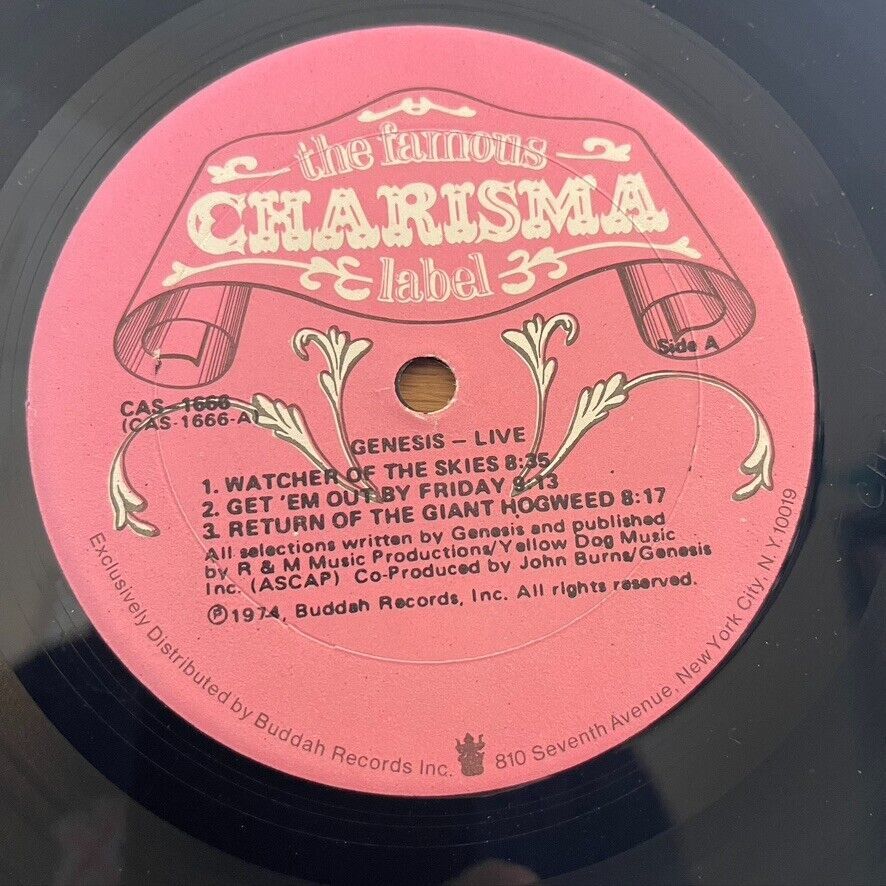 the famous
CHARISMA
label
Side A
CAS-1666
(CAS-1666-A)
GENESIS – LIVE
1. WATCHER OF THE SKIES 8:35
2. GET 'EM OUT BY FRIDAY 9:13
3. RETURN OF THE GIANT HOGWEED 8:17
All selections written by Genesis and published
by R & M Music Productions/Yellow Dog Music
Inc. (ASCAP) Co-Produced by John Burns/Genesis
Ⓟ1974, Buddah Records, Inc. All rights reserved.
Exclusively Distributed by Buddah Records Inc. 810 Seventh Avenue, New York City, N.Y. 10019